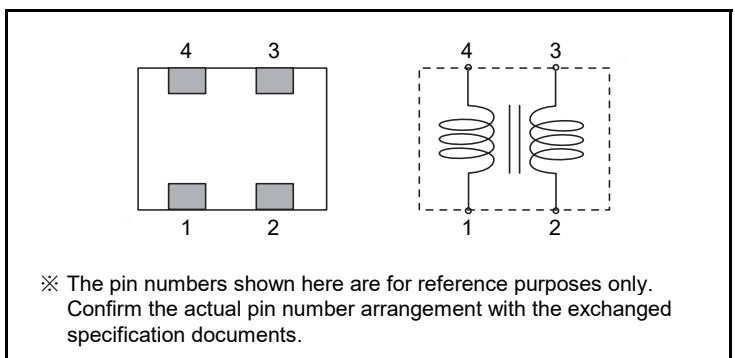 4 3 4 3
1 2 1 2
※ The pin numbers shown here are for reference purposes only.
Confirm the actual pin number arrangement with the exchanged
specification documents.